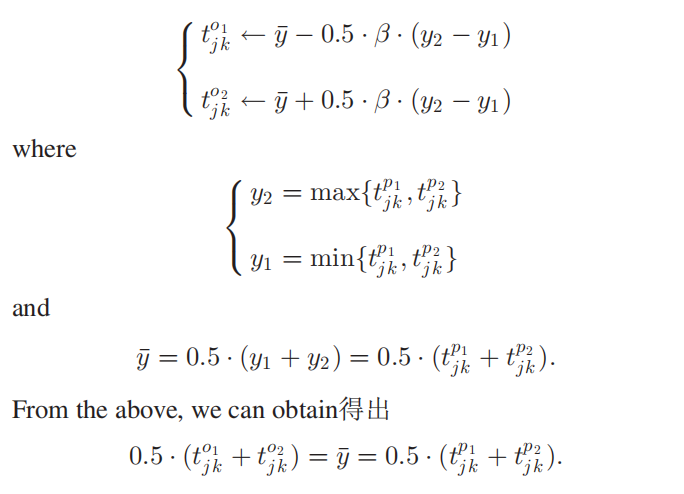 { t_{jk}^{o_1} ← ȳ − 0.5 · β · (y_2 − y_1)
t_{jk}^{o_2} ← ȳ + 0.5 · β · (y_2 − y_1)
where
{ y_2 = max{t_{jk}^{p_1}, t_{jk}^{p_2}}
y_1 = min{t_{jk}^{p_1}, t_{jk}^{p_2}}
and
ȳ = 0.5 · (y_1 + y_2) = 0.5 · (t_{jk}^{p_1} + t_{jk}^{p_2}).
From the above, we can obtain得出
0.5 · (t_{jk}^{o_1} + t_{jk}^{o_2}) = ȳ = 0.5 · (t_{jk}^{p_1} + t_{jk}^{p_2}).